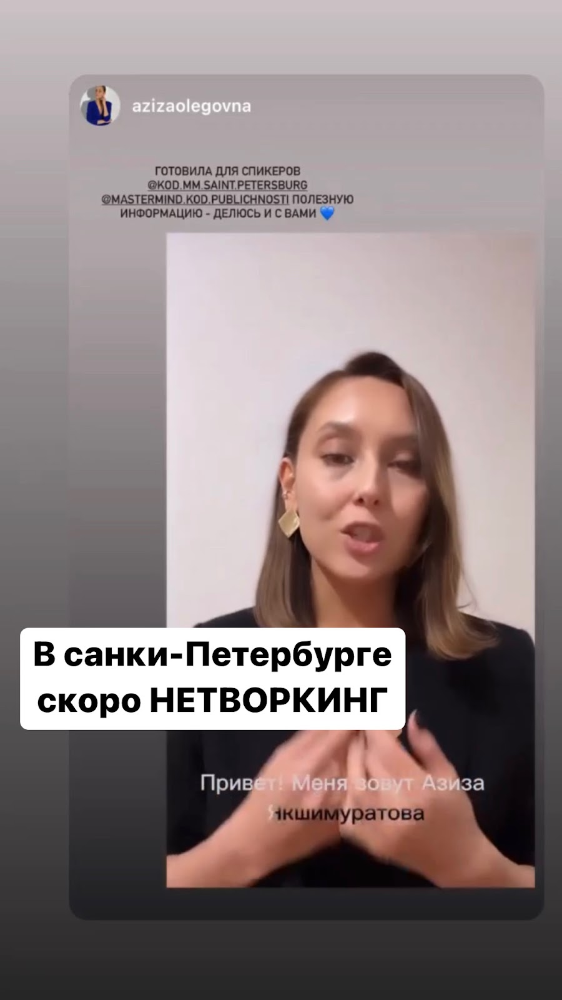 azizaolegovna
ГОТОВИЛА ДЛЯ СПИКЕРОВ
@KOD.MM.SAINT.PETERSBURG
@MASTERMIND.KOD.PUBLICHNOSTI ПОЛЕЗНУЮ
ИНФОРМАЦИЮ - ДЕЛЮСЬ И С ВАМИ 💙
В санки-Петербурге
скоро НЕТВОРКИНГ
Привет! Меня зовут Азиза
Якшимуратова